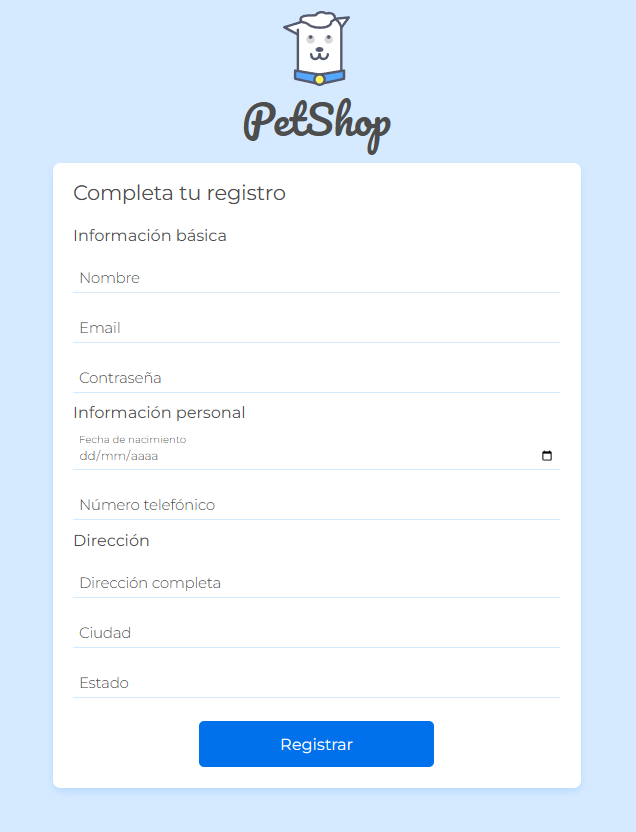 PetShop
Completa tu registro
Información básica
Nombre
Email
Contraseña
Información personal
Fecha de nacimiento
dd/mm/aaaa
Número telefónico
Dirección
Dirección completa
Ciudad
Estado
Registrar